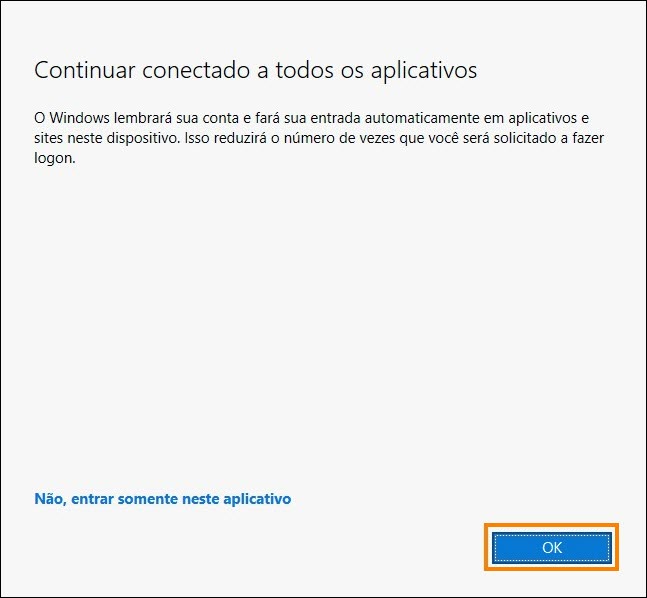 Continuar conectado a todos os aplicativos
O Windows lembrará sua conta e fará sua entrada automaticamente em aplicativos e
sites neste dispositivo. Isso reduzirá o número de vezes que você será solicitado a fazer
logon.
Não, entrar somente neste aplicativo
OK